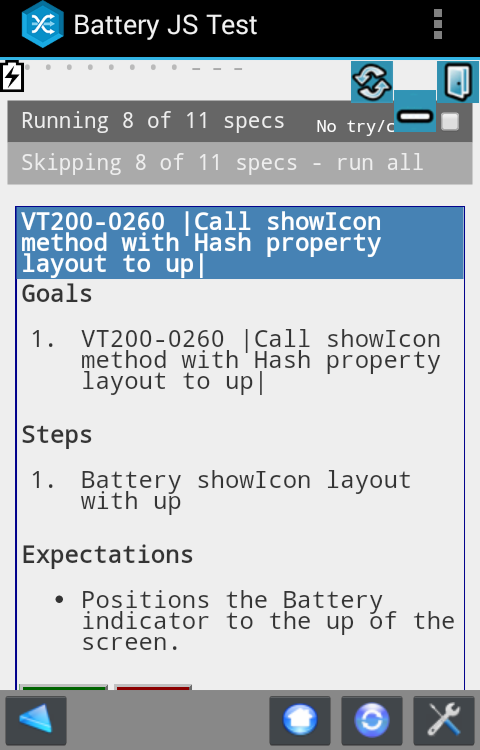 Battery JS Test
Running 8 of 11 specs
No try/c
Skipping 8 of 11 specs - run all
VT200-0260 |Call showIcon
method with Hash property
layout to up|
Goals
1. VT200-0260 |Call showIcon
method with Hash property
layout to up|
Steps
1. Battery showIcon layout
with up
Expectations
• Positions the Battery
indicator to the up of the
screen.